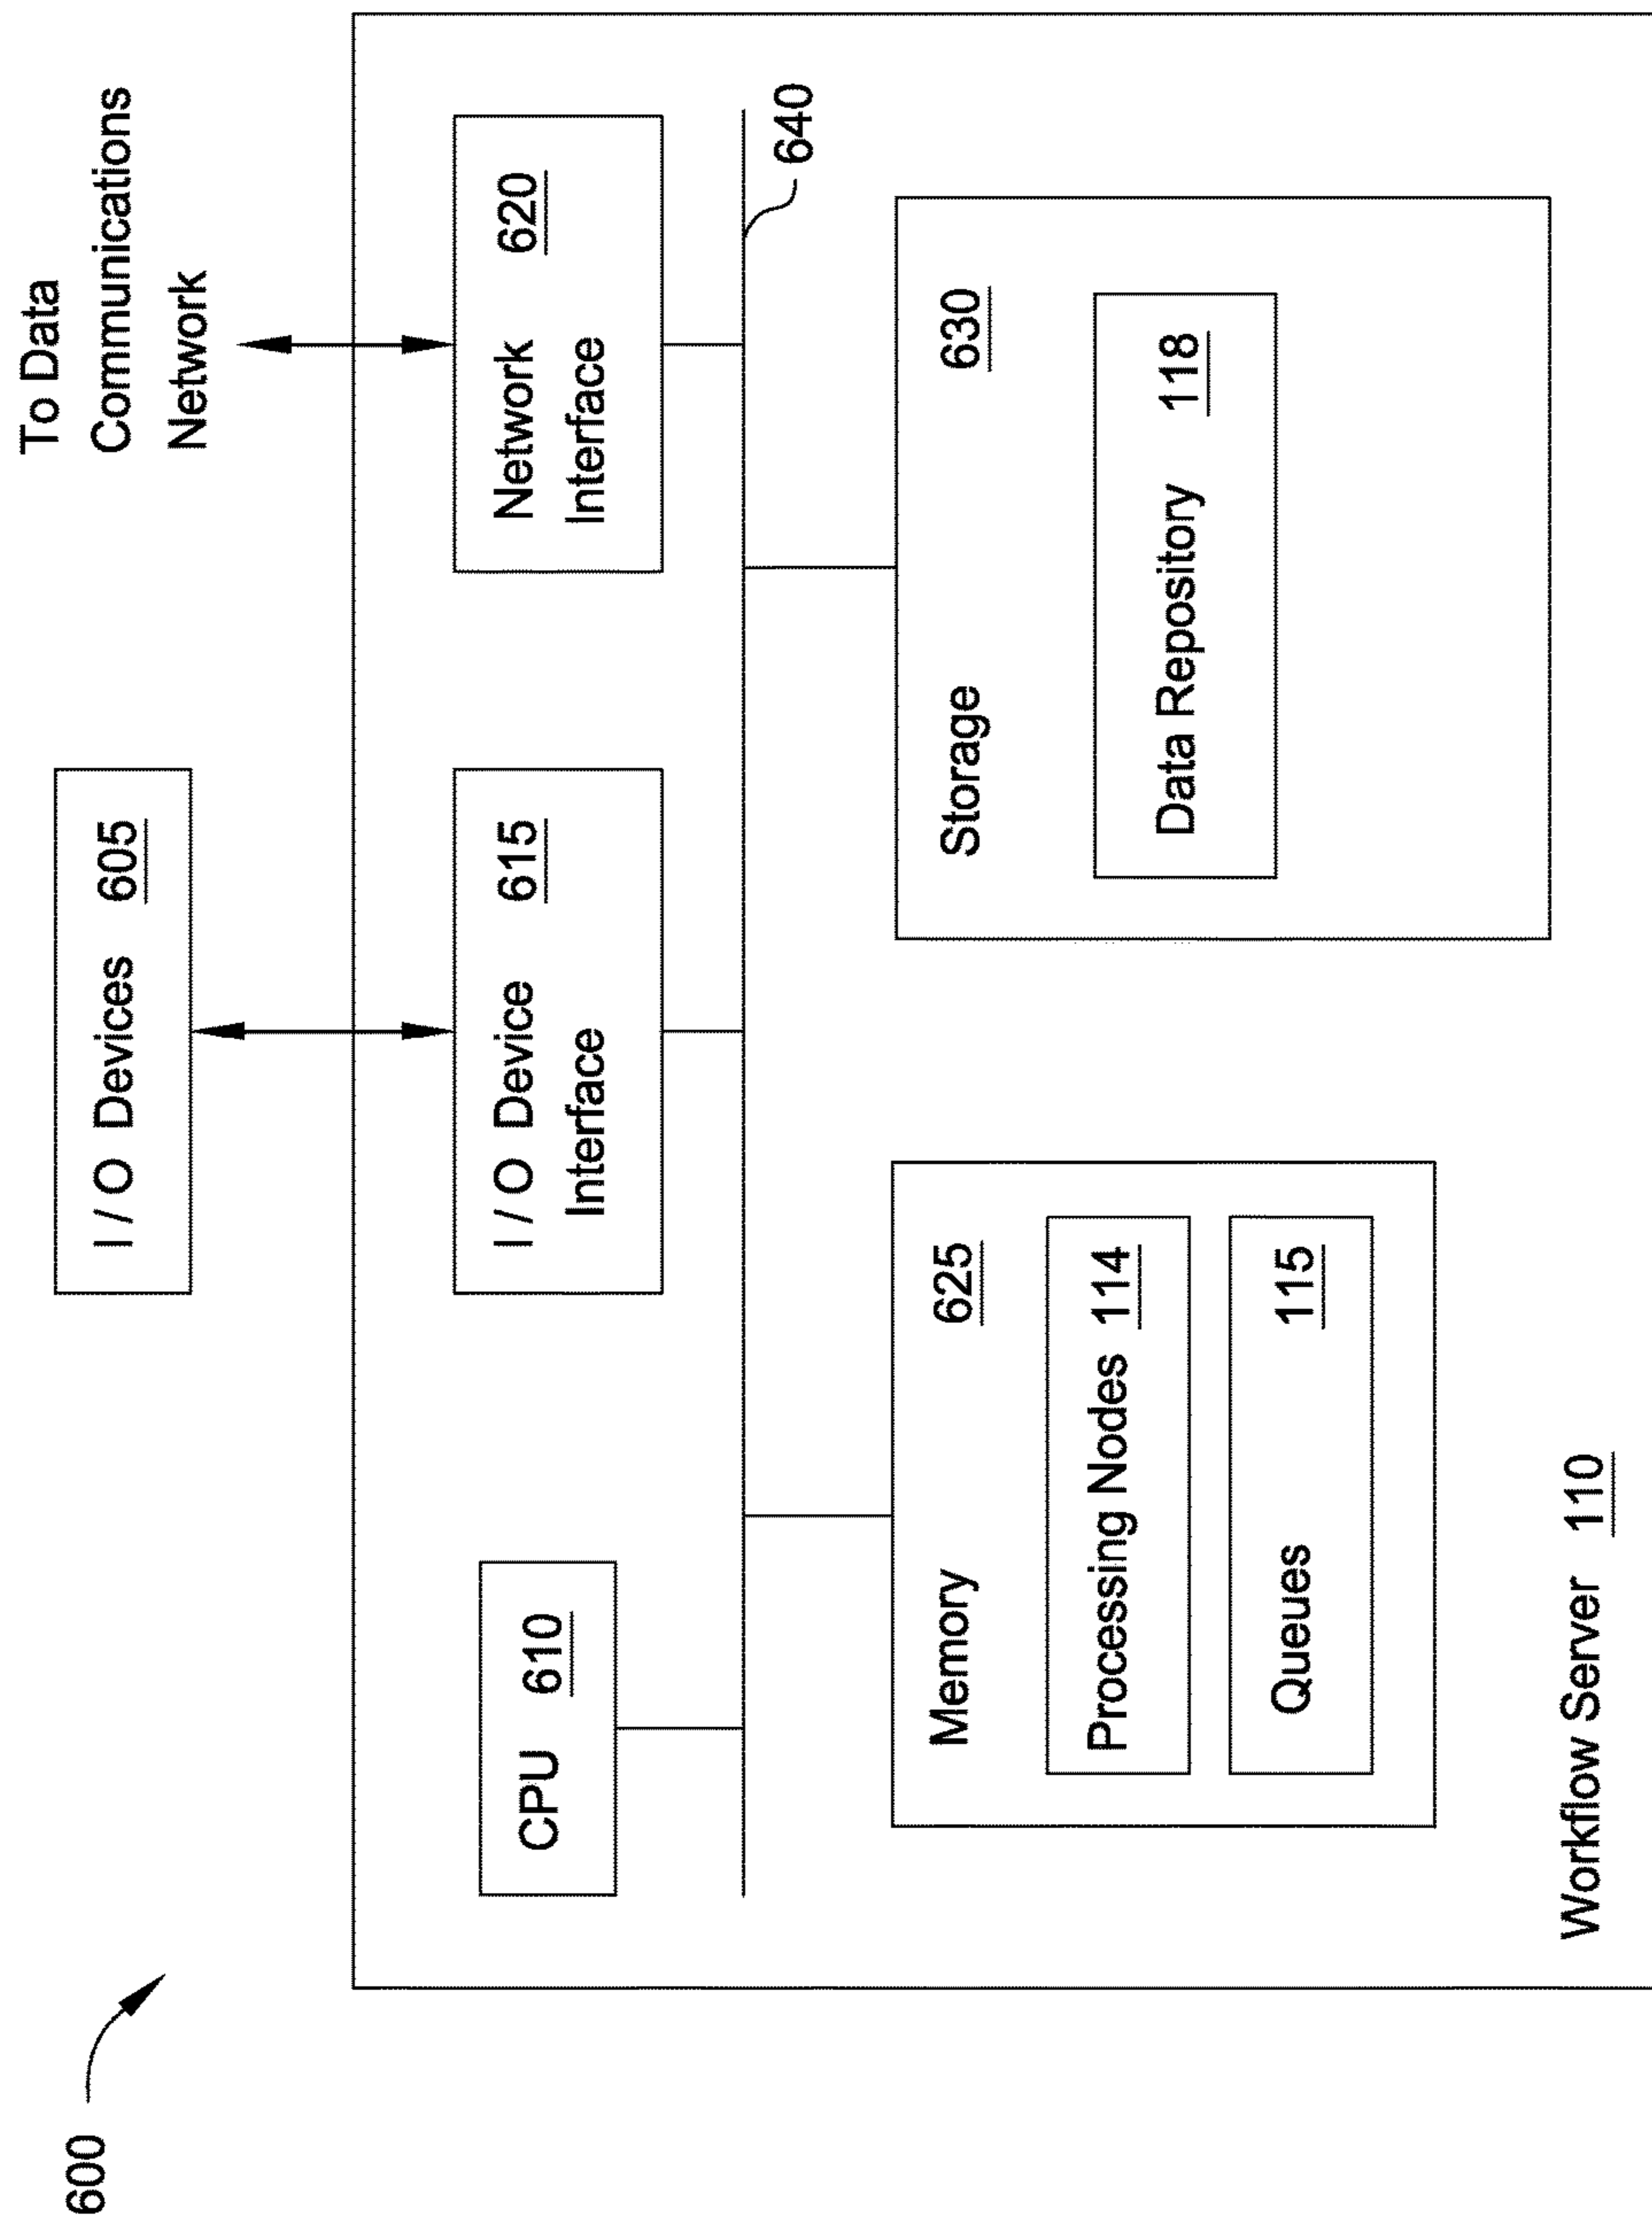 600
I / O Devices 605
To Data
Communications
Network
CPU 610
I / O Device 615
Interface
Network 620
Interface
640
Memory 625
Processing Nodes 114
Queues 115
Storage 630
Data Repository 118
Workflow Server 110